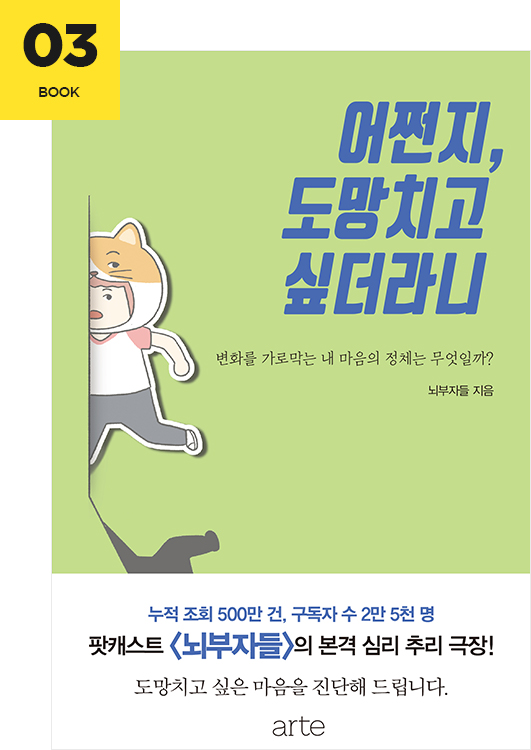 03
BOOK
어쩐지,
도망치고
싶더라니
변화를 가로막는 내 마음의 정체는 무엇일까?
뇌부자들 지음
누적 조회 500만 건, 구독자 수 2만 5천 명
팟캐스트 〈뇌부자들〉의 본격 심리 추리 극장!
도망치고 싶은 마음을 진단해 드립니다.
arte